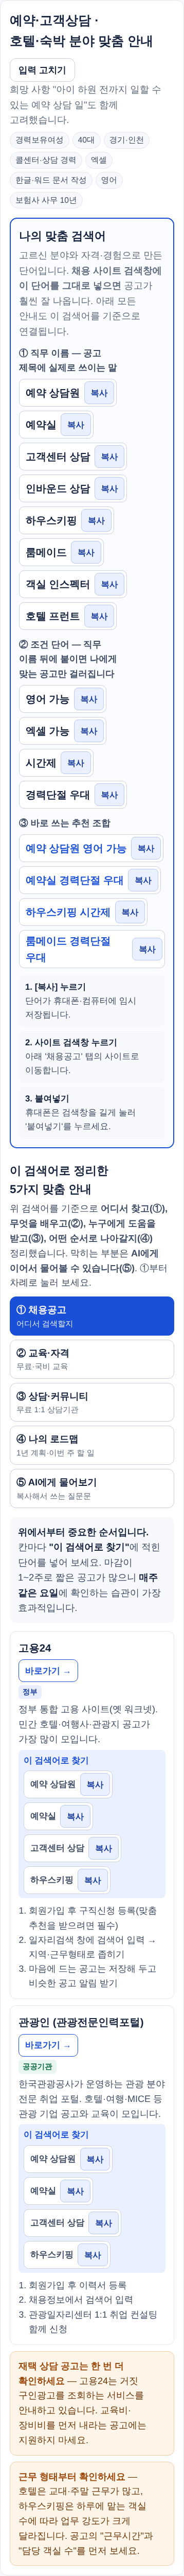 예약·고객상담 ·
호텔·숙박 분야 맞춤 안내
입력 고치기
희망 사항 "아이 하원 전까지 일할 수
있는 예약 상담 일"도 함께
고려했습니다.
경력보유여성
40대
경기·인천
콜센터·상담 경력
엑셀
한글·워드 문서 작성
영어
보험사 사무 10년
나의 맞춤 검색어
고르신 분야와 자격·경험으로 만든
단어입니다. 채용 사이트 검색창에
이 단어를 그대로 넣으면 공고가
훨씬 잘 나옵니다. 아래 모든
안내도 이 검색어를 기준으로
연결됩니다.
① 직무 이름 — 공고
제목에 실제로 쓰이는 말
예약 상담원 복사
예약실 복사
고객센터 상담 복사
인바운드 상담 복사
하우스키핑 복사
룸메이드 복사
객실 인스펙터 복사
호텔 프런트 복사
② 조건 단어 — 직무
이름 뒤에 붙이면 나에게
맞는 공고만 걸러집니다
영어 가능 복사
엑셀 가능 복사
시간제 복사
경력단절 우대 복사
③ 바로 쓰는 추천 조합
예약 상담원 영어 가능 복사
예약실 경력단절 우대 복사
하우스키핑 시간제 복사
룸메이드 경력단절
우대 복사
1. [복사] 누르기
단어가 휴대폰·컴퓨터에 임시
저장됩니다.
2. 사이트 검색창 누르기
아래 '채용공고' 탭의 사이트로
이동합니다.
3. 붙여넣기
휴대폰은 검색창을 길게 눌러
'붙여넣기'를 누르세요.
이 검색어로 정리한
5가지 맞춤 안내
위 검색어를 기준으로 어디서 찾고(①),
무엇을 배우고(②), 누구에게 도움을
받고(③), 어떤 순서로 나아갈지(④)
정리했습니다. 막히는 부분은 AI에게
이어서 물어볼 수 있습니다(⑤). ①부터
차례로 눌러 보세요.
① 채용공고
어디서 검색할지
② 교육·자격
무료·국비 교육
③ 상담·커뮤니티
무료 1:1 상담기관
④ 나의 로드맵
1년 계획·이번 주 할 일
⑤ AI에게 물어보기
복사해서 쓰는 질문문
위에서부터 중요한 순서입니다.
칸마다 "이 검색어로 찾기"에 적힌
단어를 넣어 보세요. 마감이
1~2주로 짧은 공고가 많으니 매주
같은 요일에 확인하는 습관이 가장
효과적입니다.
고용24
바로가기 →
정부
정부 통합 고용 사이트(옛 워크넷).
민간 호텔·여행사·관광지 공고가
가장 많이 모입니다.
이 검색어로 찾기
예약 상담원 복사
예약실 복사
고객센터 상담 복사
하우스키핑 복사
1. 회원가입 후 구직신청 등록(맞춤
추천을 받으려면 필수)
2. 일자리검색 창에 검색어 입력 →
지역·근무형태로 좁히기
3. 마음에 드는 공고는 저장해 두고
비슷한 공고 알림 받기
관광인 (관광전문인력포털)
바로가기 →
공공기관
한국관광공사가 운영하는 관광 분야
전문 취업 포털. 호텔·여행·MICE 등
관광 기업 공고와 교육이 모입니다.
이 검색어로 찾기
예약 상담원 복사
예약실 복사
고객센터 상담 복사
하우스키핑 복사
1. 회원가입 후 이력서 등록
2. 채용정보에서 검색어 입력
3. 관광일자리센터 1:1 취업 컨설팅
함께 신청
재택 상담 공고는 한 번 더
확인하세요 — 고용24는 거짓
구인광고를 조회하는 서비스를
안내하고 있습니다. 교육비·
장비비를 먼저 내라는 공고에는
지원하지 마세요.
근무 형태부터 확인하세요 —
호텔은 교대·주말 근무가 많고,
하우스키핑은 하루에 맡는 객실
수에 따라 업무 강도가 크게
달라집니다. 공고의 "근무시간"과
"담당 객실 수"를 먼저 보세요.